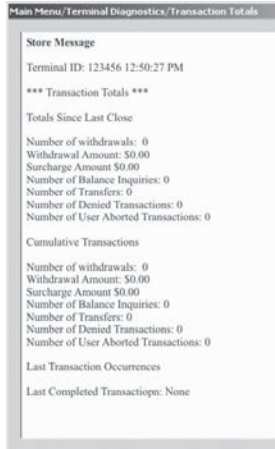 Main Menu/Terminal Diagnostics/Transaction Totals
Store Message
Terminal ID: 123456 12:50:27 PM
*** Transaction Totals ***
Totals Since Last Close
Number of withdrawals: 0
Withdrawal Amount: $0.00
Surcharge Amount $0.00
Number of Balance Inquiries: 0
Number of Transfers: 0
Number of Denied Transactions: 0
Number of User Aborted Transactions: 0
Cumulative Transactions
Number of withdrawals: 0
Withdrawal Amount: $0.00
Surcharge Amount $0.00
Number of Balance Inquiries: 0
Number of Transfers: 0
Number of Denied Transactions: 0
Number of User Aborted Transactions: 0
Last Transaction Occurrences
Last Completed Transactiopn: None